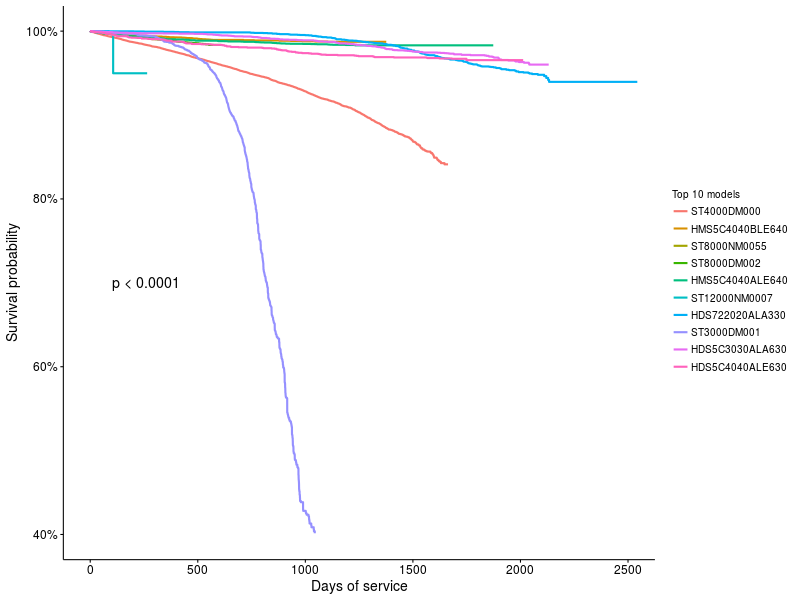 100%
80%
60%
40%
Survival probability
p < 0.0001
0
500
1000
1500
2000
2500
Days of service
Top 10 models
ST4000DM000
HMS5C4040BLE640
ST8000NM0055
ST8000DM002
HMS5C4040ALE640
ST12000NM0007
HDS722020ALA330
ST3000DM001
HDS5C3030ALA630
HDS5C4040ALE630